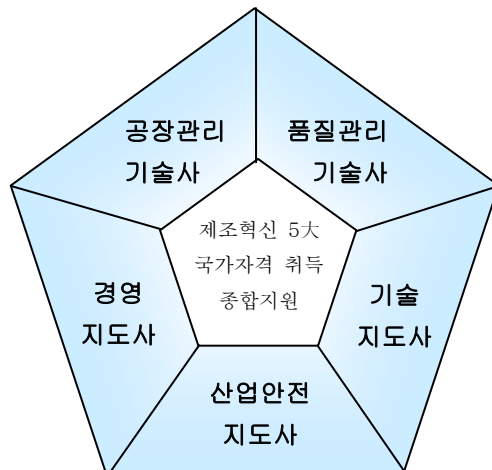 공장관리
기술사
품질관리
기술사
제조혁신 5大
국가자격 취득
종합지원
경영
지도사
기술
지도사
산업안전
지도사